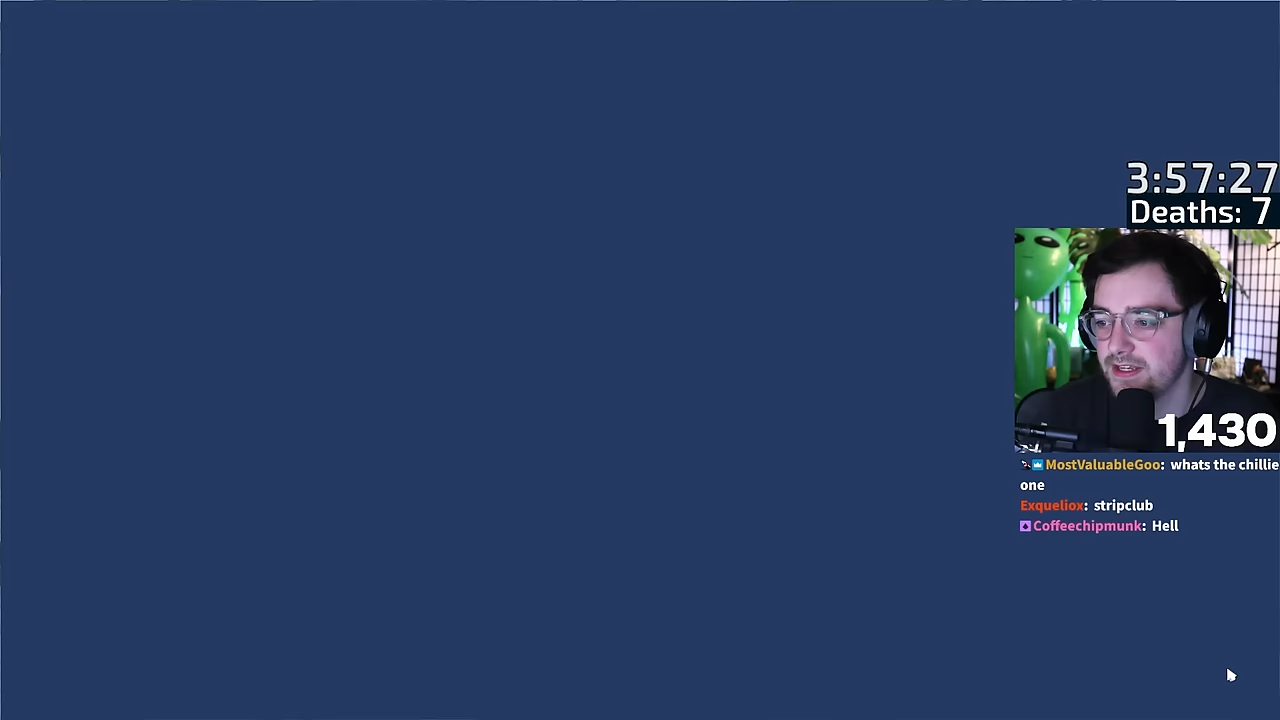 3:57:27
Deaths: 7
1,430
MostValuableGoo: whats the chillie
one
Exqueliox: stripclub
Coffeechipmunk: Hell